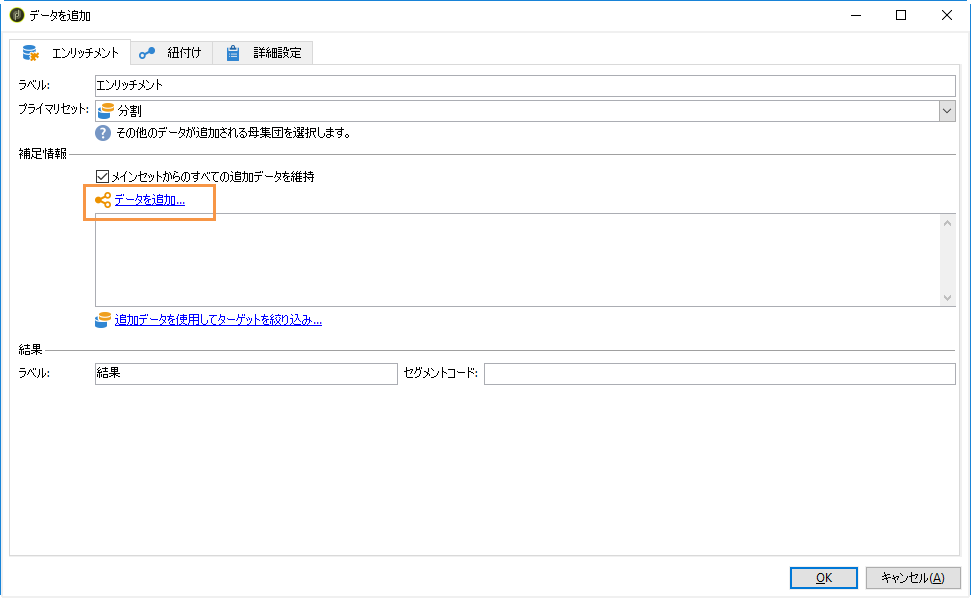 データを追加
エンリッチメント 紐付け 詳細設定
ラベル: エンリッチメント
プライマリセット: 分割
? その他のデータが追加される母集団を選択します。
補足情報
メインセットからのすべての追加データを維持
データを追加...
追加データを使用してターゲットを絞り込み...
結果
ラベル: 結果 セグメントコード:
OK キャンセル(A)